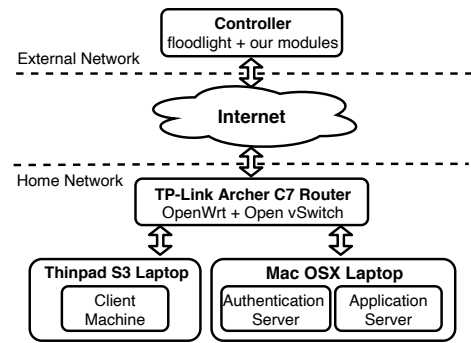 Controller
floodlight + our modules
External Network
Internet
Home Network
TP-Link Archer C7 Router
OpenWrt + Open vSwitch
Thinpad S3 Laptop
Client
Machine
Mac OSX Laptop
Authentication
Server
Application
Server